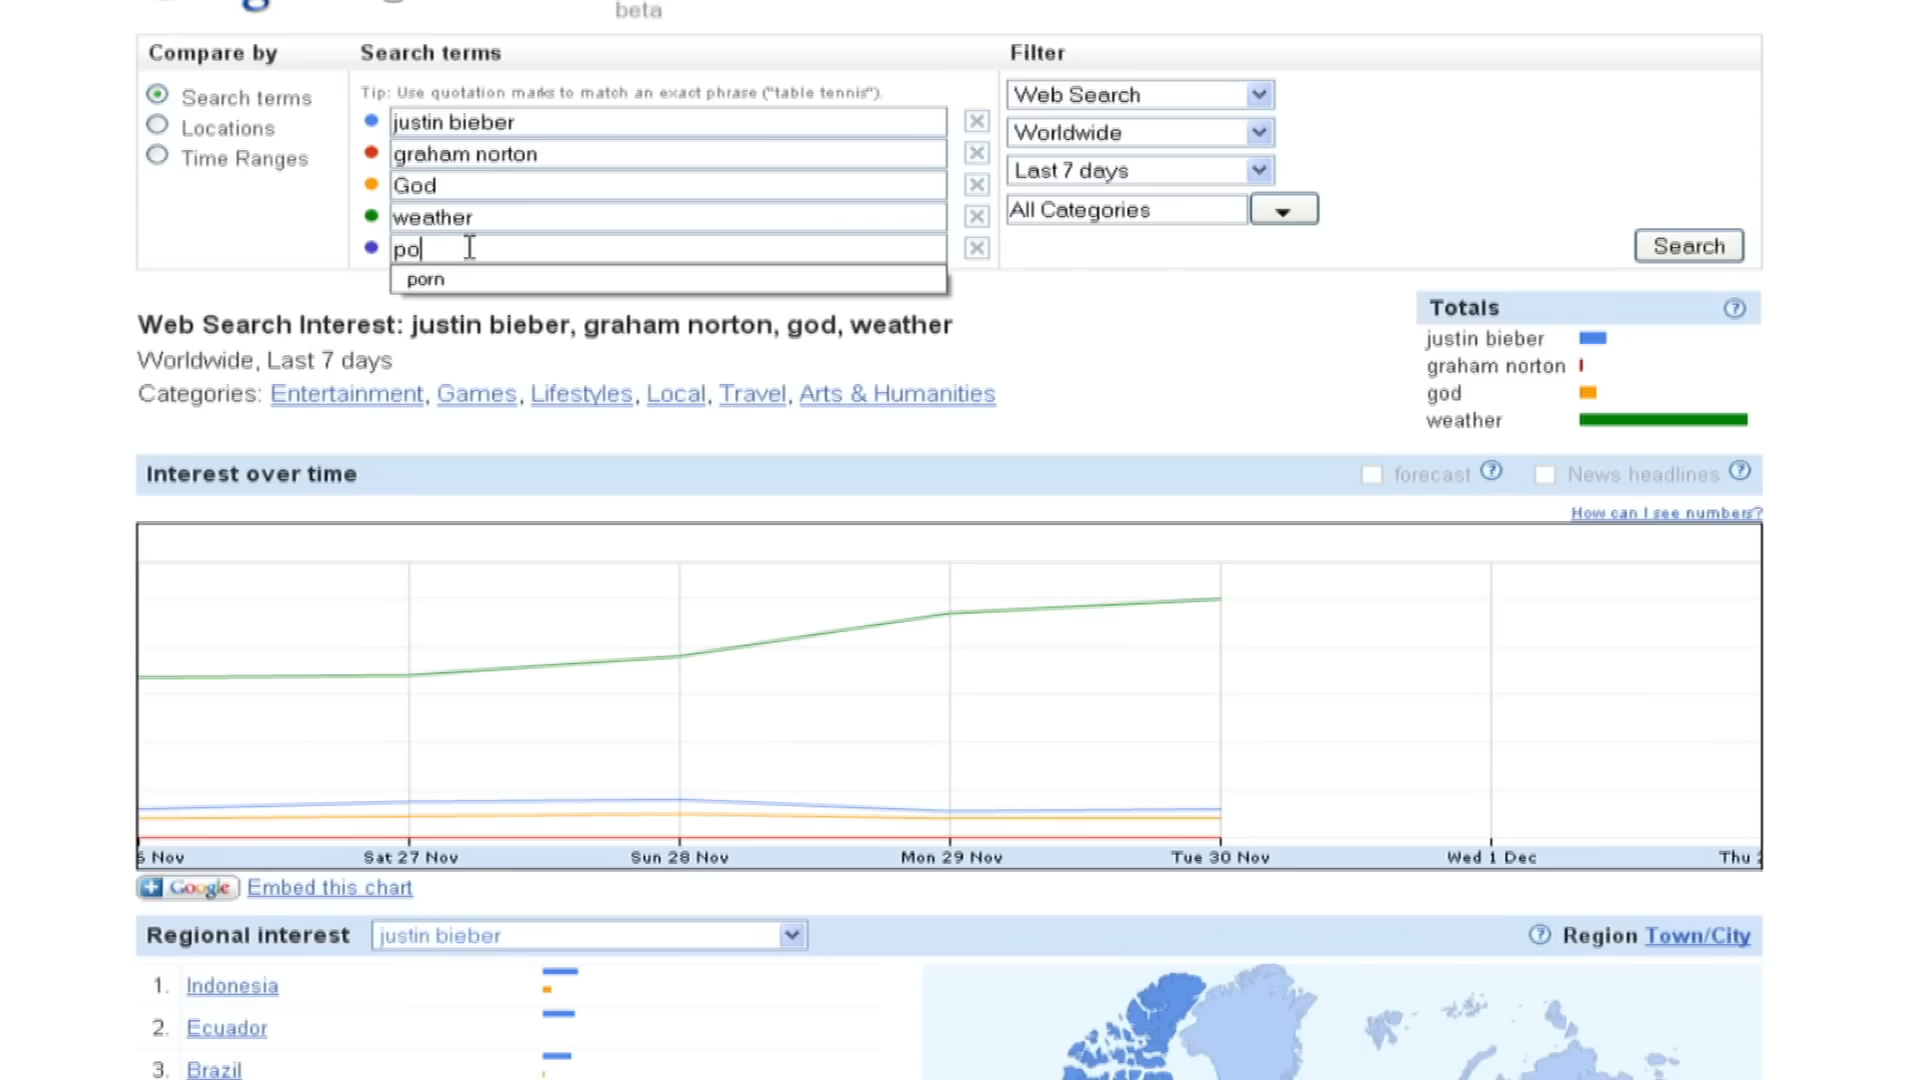 beta
Compare by
Search terms
Filter
Tip: Use quotation marks to match an exact phrase ("table tennis").
Search terms
Locations
Time Ranges
justin bieber
graham norton
God
weather
po
porn
Web Search
Worldwide
Last 7 days
All Categories
Search
Web Search Interest: justin bieber, graham norton, god, weather
Worldwide, Last 7 days
Categories: Entertainment, Games, Lifestyles, Local, Travel, Arts & Humanities
Totals ?
justin bieber
graham norton
god
weather
Interest over time
forecast ? News headlines ?
How can I see numbers?
Nov Sat 27 Nov Sun 28 Nov Mon 29 Nov Tue 30 Nov Wed 1 Dec Thu
Google Embed this chart
Regional interest justin bieber ? Region Town/City
1. Indonesia
2. Ecuador
3. Brazil